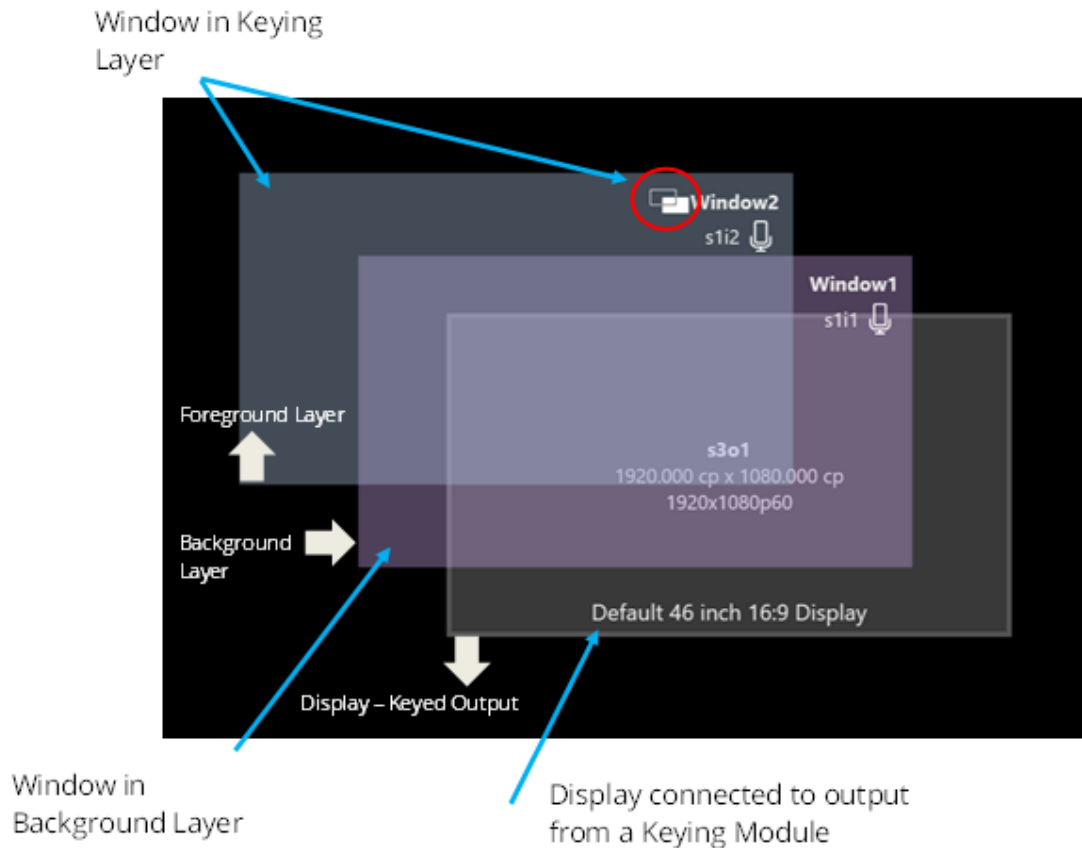 Window in Keying
Layer
Window2
s1i2
Window1
s1i1
Foreground Layer
s3o1
1920.000 cp x 1080.000 cp
1920x1080p60
Background
Layer
Default 46 inch 16:9 Display
Display – Keyed Output
Window in
Background Layer
Display connected to output
from a Keying Module